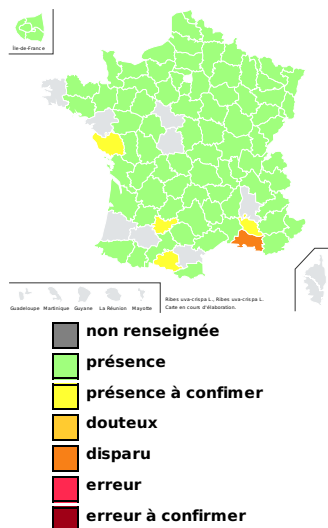 Île-de-France
Guadeloupe Martinique Guyane La Réunion Mayotte
Ribes uva-crispa L., Ribes uva-crispa L.
Carte en cours d'élaboration.
non renseignée
présence
présence à confimer
douteux
disparu
erreur
erreur à confirmer